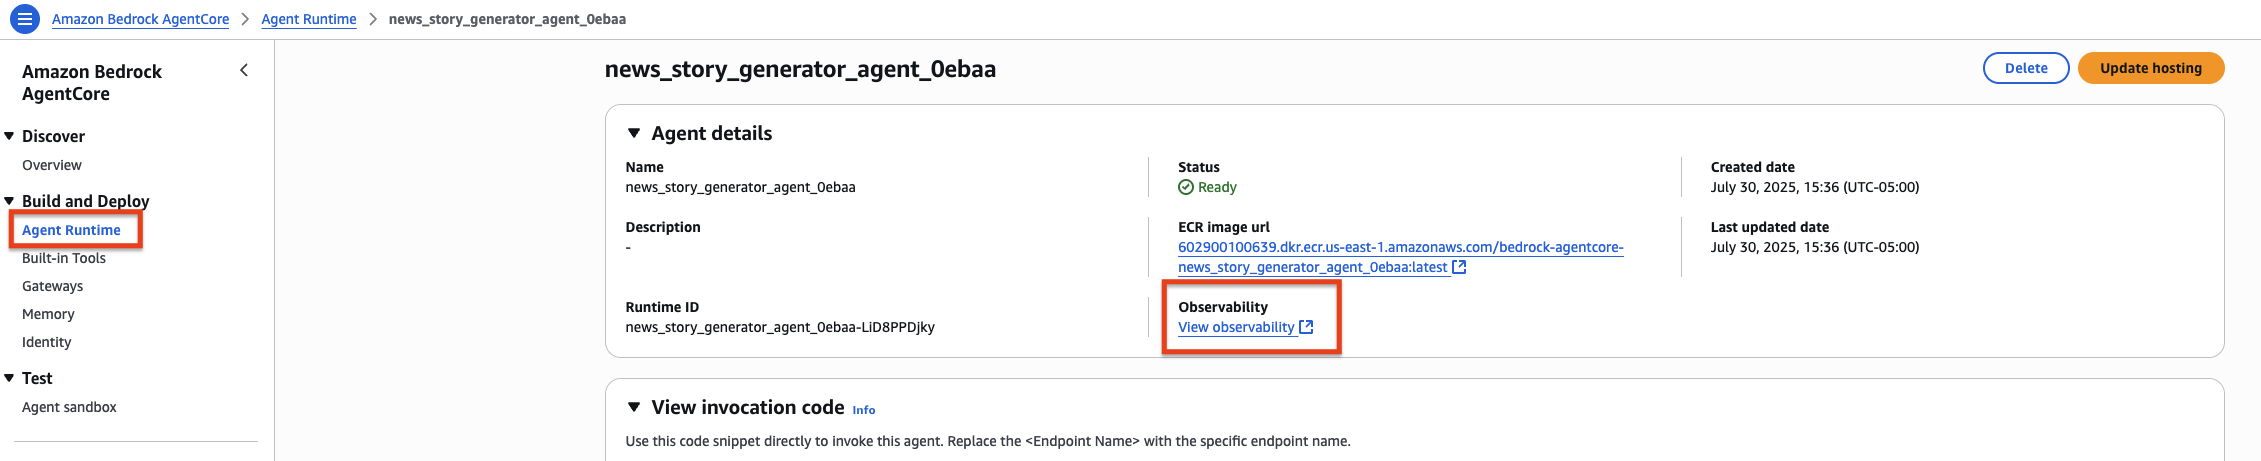 Amazon Bedrock AgentCore > Agent Runtime > news_story_generator_agent_0ebaa
Amazon Bedrock
AgentCore
Discover
Overview
Build and Deploy
Agent Runtime
Built-in Tools
Gateways
Memory
Identity
Test
Agent sandbox
news_story_generator_agent_0ebaa
Delete
Update hosting
Agent details
Name
news_story_generator_agent_0ebaa
Status
Ready
Created date
July 30, 2025, 15:36 (UTC-05:00)
Description
-
ECR image url
602900100639.dkr.ecr.us-east-1.amazonaws.com/bedrock-agentcore-
news_story_generator_agent_0ebaa:latest
Last updated date
July 30, 2025, 15:36 (UTC-05:00)
Runtime ID
news_story_generator_agent_0ebaa-LiD8PPDjky
Observability
View observability
View invocation code Info
Use this code snippet directly to invoke this agent. Replace the <Endpoint Name> with the specific endpoint name.